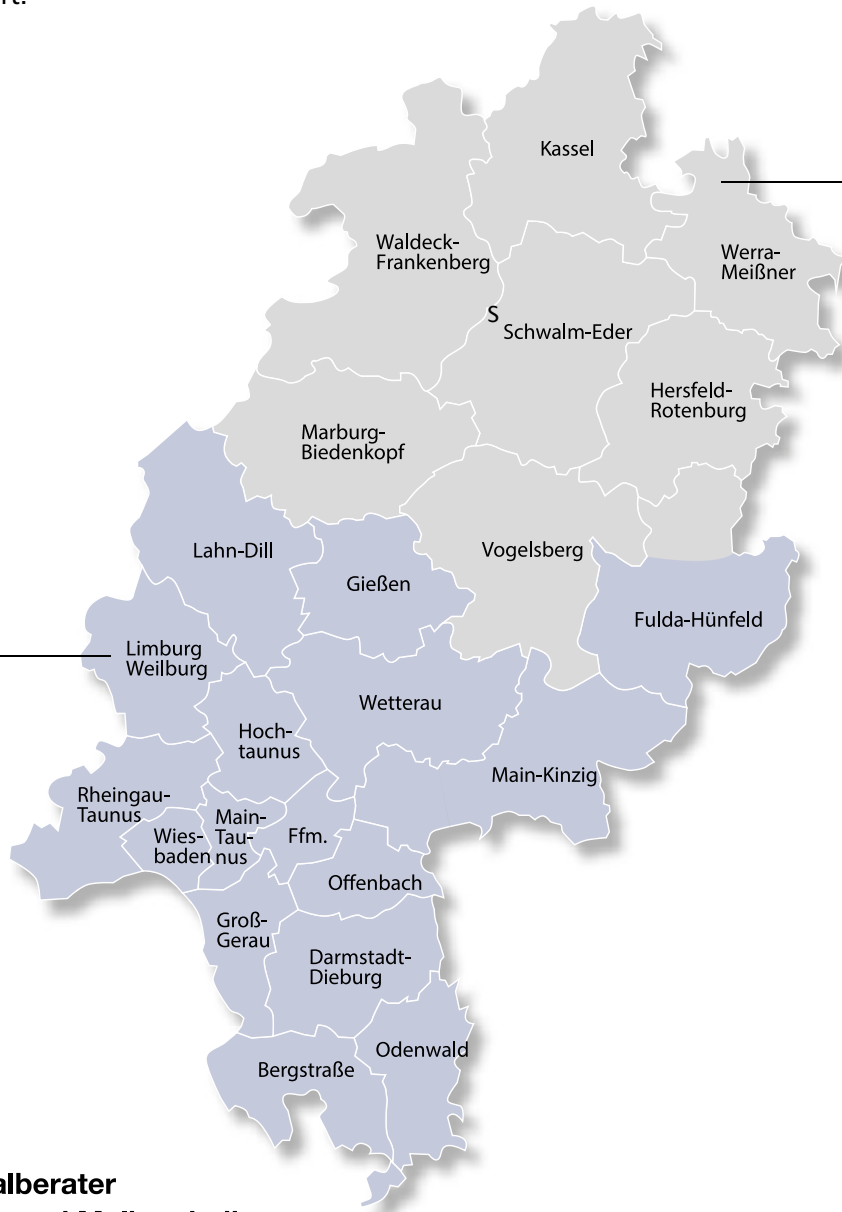 rt.
Kassel
Waldeck-
Frankenberg
Werra-
Meißner
S
Schwalm-Eder
Hersfeld-
Rotenburg
Marburg-
Biedenkopf
Lahn-Dill
Vogelsberg
Gießen
Fulda-Hünfeld
Limburg
Weilburg
Wetterau
Hoch-
taunus
Main-Kinzig
Rheingau-
Taunus
Main-
Tau-
nus
Wies-
baden
Ffm.
Offenbach
Groß-
Gerau
Darmstadt-
Dieburg
Odenwald
Bergstraße
alberater